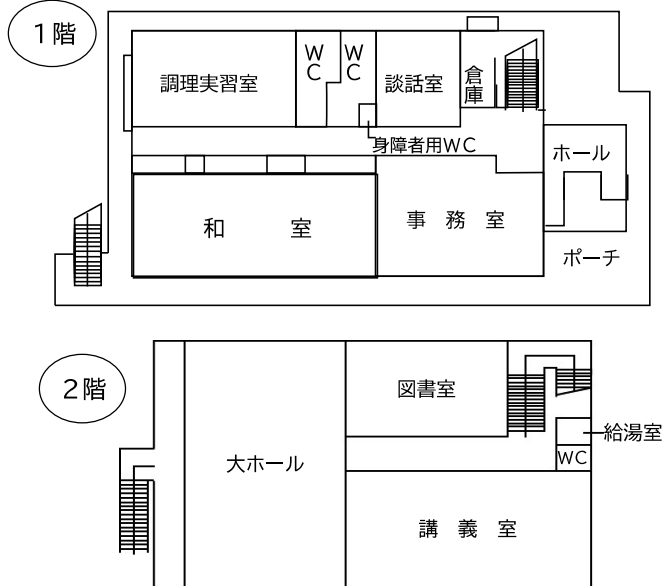 1階
調理実習室
WC
WC
談話室
倉庫
身障者用WC
ホール
和 室
事 務 室
ポーチ
2階
図書室
給湯室
大ホール
WC
講 義 室